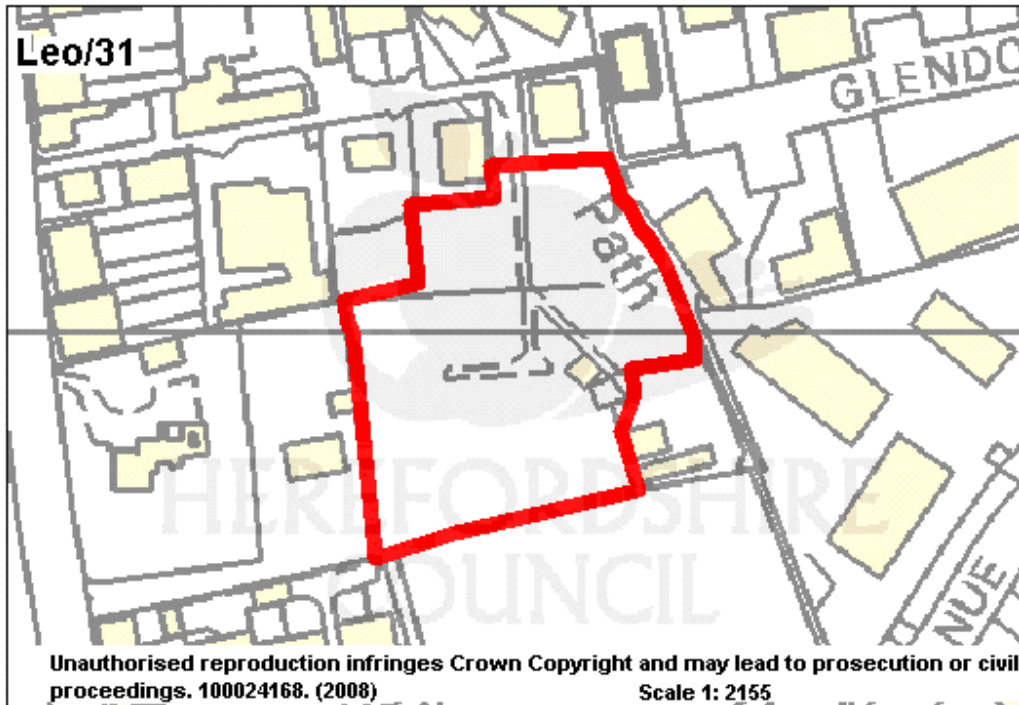 Leo/31
GLENDO
Path
HEREFORDSHIRE
COUNCIL
NUE
Unauthorised reproduction infringes Crown Copyright and may lead to prosecution or civil
proceedings. 100024168. (2008) Scale 1: 2155